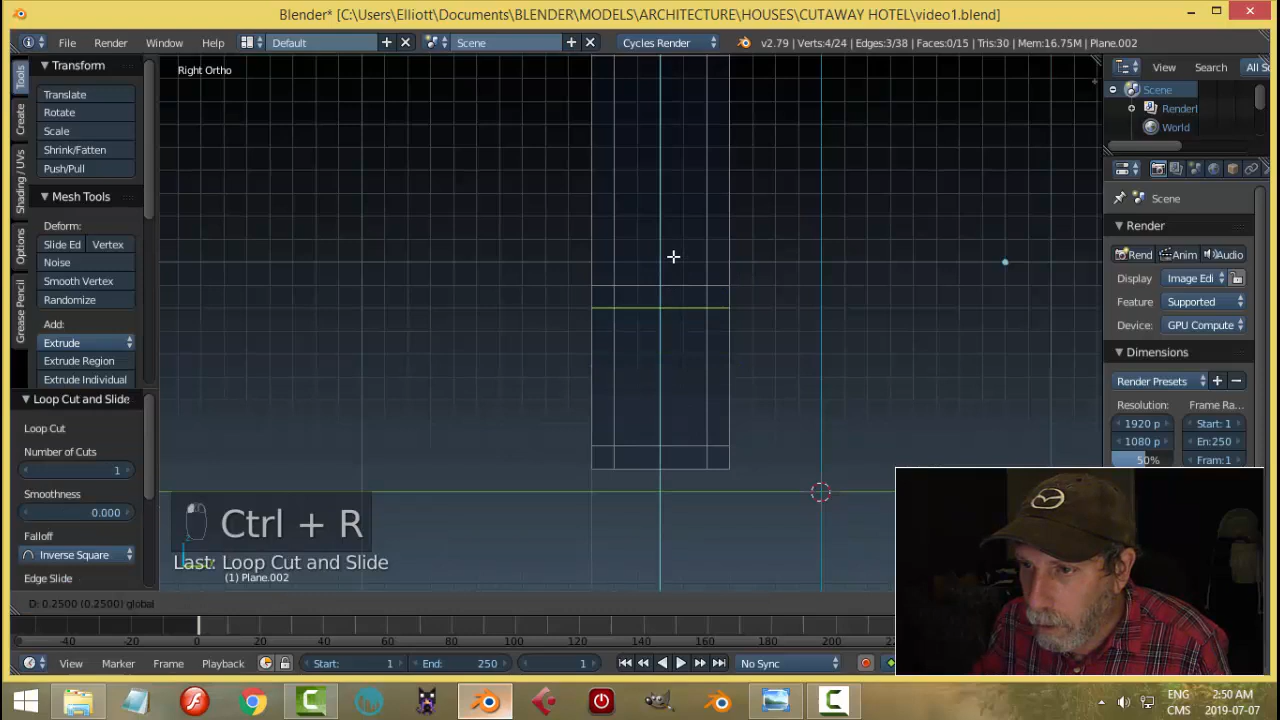 Blender* [C:\Users\Elliott\Documents\BLENDER\MODELS\ARCHITECTURE\HOUSES\CUTAWAY HOTEL\video1.blend]
File Render Window Help Default Scene Cycles Render v2.79 | Verts:4/24 | Edges:3/38 | Faces:0/15 | Tris:30 | Mem:16.75M | Plane.002
Tools
Create
Shading / UVs
Options
Grease Pencil
Transform
Translate
Rotate
Scale
Shrink/Fatten
Push/Pull
Mesh Tools
Deform:
Slide Ed Vertex
Noise
Smooth Vertex
Randomize
Add:
Extrude
Extrude Region
Extrude Individual
Loop Cut and Slide
Loop Cut
Number of Cuts
1
Smoothness
0.000
Falloff
Inverse Square
Edge Slide
Right Ortho
Ctrl + R
Last: Loop Cut and Slide
(1) Plane.002
D: 0.2500 (0.2500) global
View Search All S
Scene
RenderI
World
Scene
Render
Rend Anim Audio
Display Image Edi
Feature Supported
Device: GPU Compute
Dimensions
Render Presets
Resolution: Frame Ra...
1920 p Start: 1
1080 p En:250
50% Fram:1
-40 -20 0 20 40 60 80 100 120 140 160 180 200
View Marker Frame Playback Start: 1 End: 250 1 No Sync
ENG
CMS
2:50 AM
2019-07-07